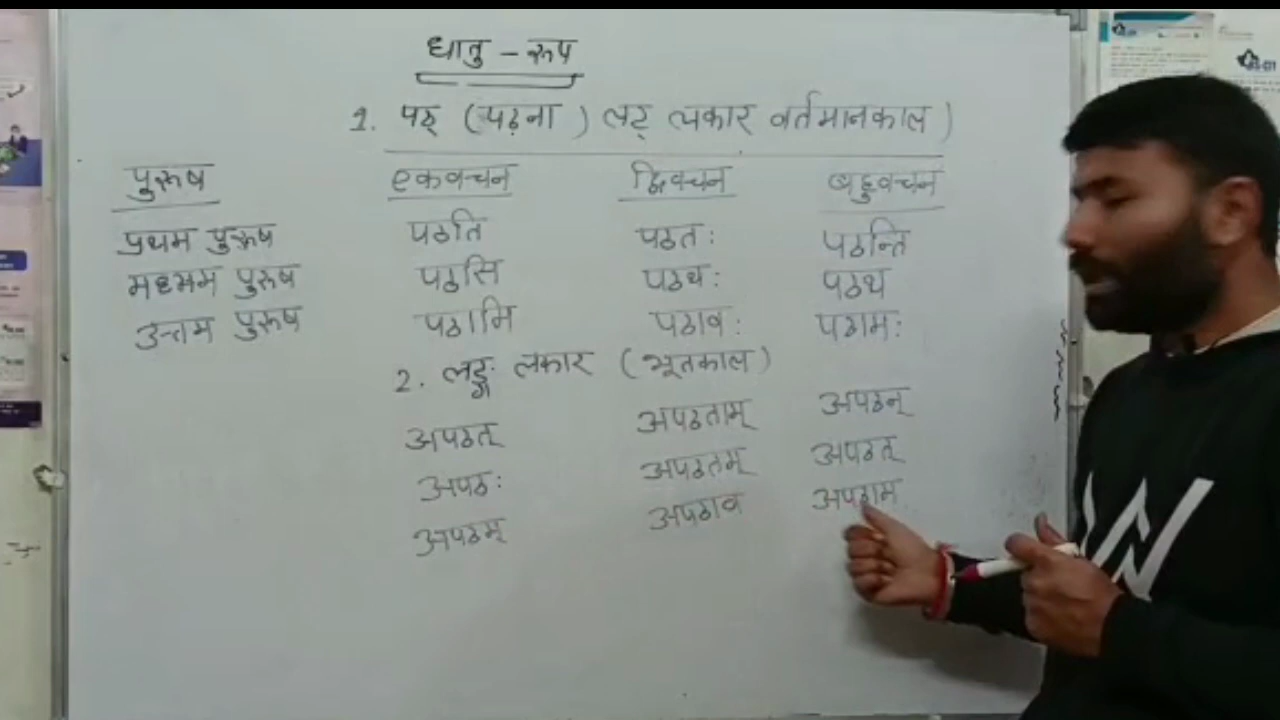 धातु - रूप
1. पठ् (पढ़ना) लट् लकार वर्तमानकाल)
पुरूष एकवचन द्विवचन बहुवचन
प्रथम पुरूष पठति पठतः पठन्ति
मध्यम पुरूष पठसि पठथः पठथ
उत्तम पुरूष पठामि पठावः पठामः
2. लङ्ग लकार (भूतकाल)
अपठत् अपठताम् अपठन्
अपठः अपठतम् अपठत्
अपठम् अपठाव अपठाम